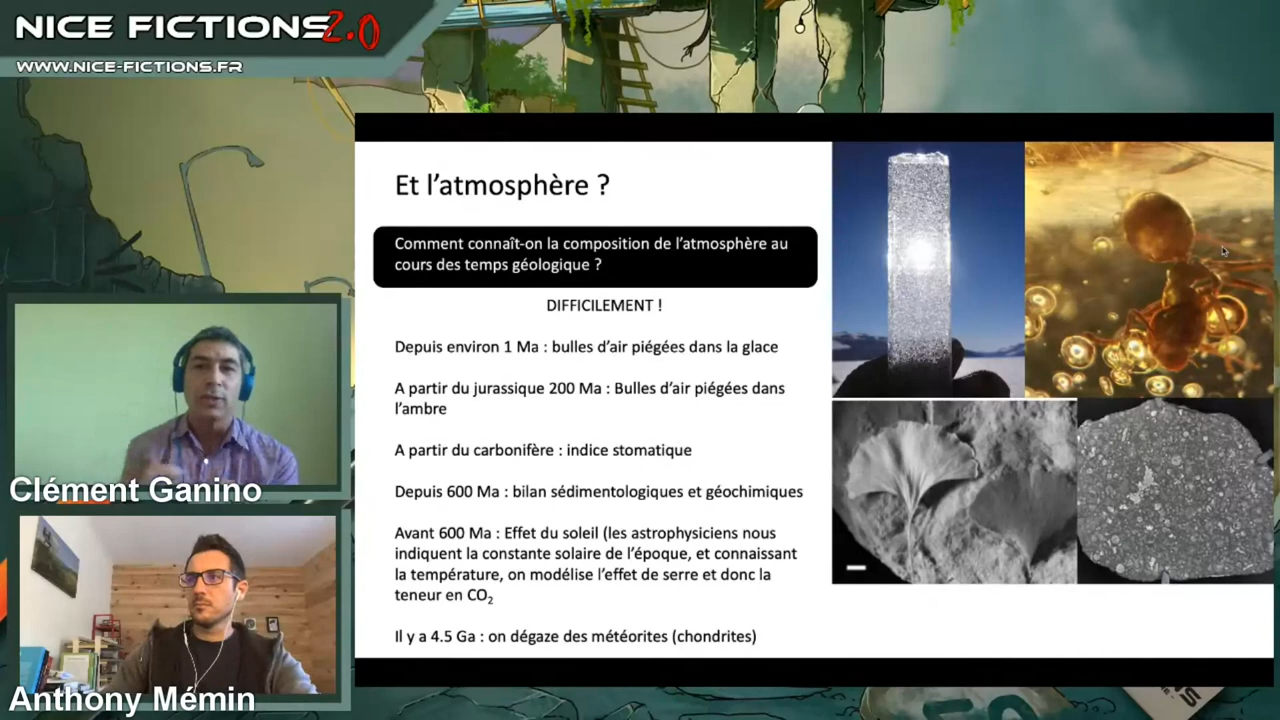 NICE FICTIONS 2.0
WWW.NICE-FICTIONS.FR
Et l’atmosphère ?
Comment connaît-on la composition de l’atmosphère au
cours des temps géologique ?
DIFFICILEMENT !
Depuis environ 1 Ma : bulles d’air piégées dans la glace
A partir du jurassique 200 Ma : Bulles d’air piégées dans
l’ambre
A partir du carbonifère : indice stomatique
Depuis 600 Ma : bilan sédimentologiques et géochimiques
Avant 600 Ma : Effet du soleil (les astrophysiciens nous
indiquent la constante solaire de l’époque, et connaissant
la température, on modélise l’effet de serre et donc la
teneur en CO₂
Il y a 4.5 Ga : on dégaze des météorites (chondrites)
Clément Ganino
Anthony Mémin